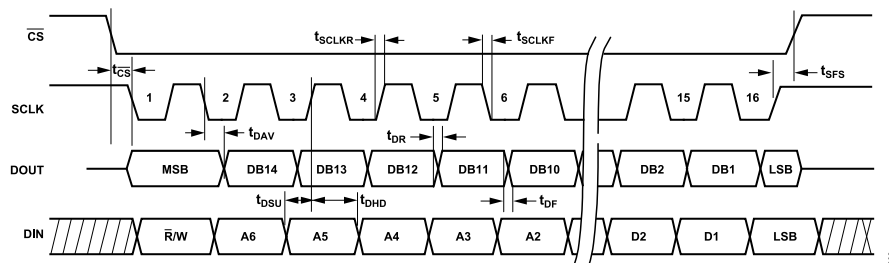 CS
tCS
tSCLKR
tSCLKF
tSFS
SCLK
1 2 3 4 5 6 15 16
tDAV
tDR
DOUT
MSB DB14 DB13 DB12 DB11 DB10 DB2 DB1 LSB
tDSU
tDHD
tDF
DIN
R/W A6 A5 A4 A3 A2 D2 D1 LSB